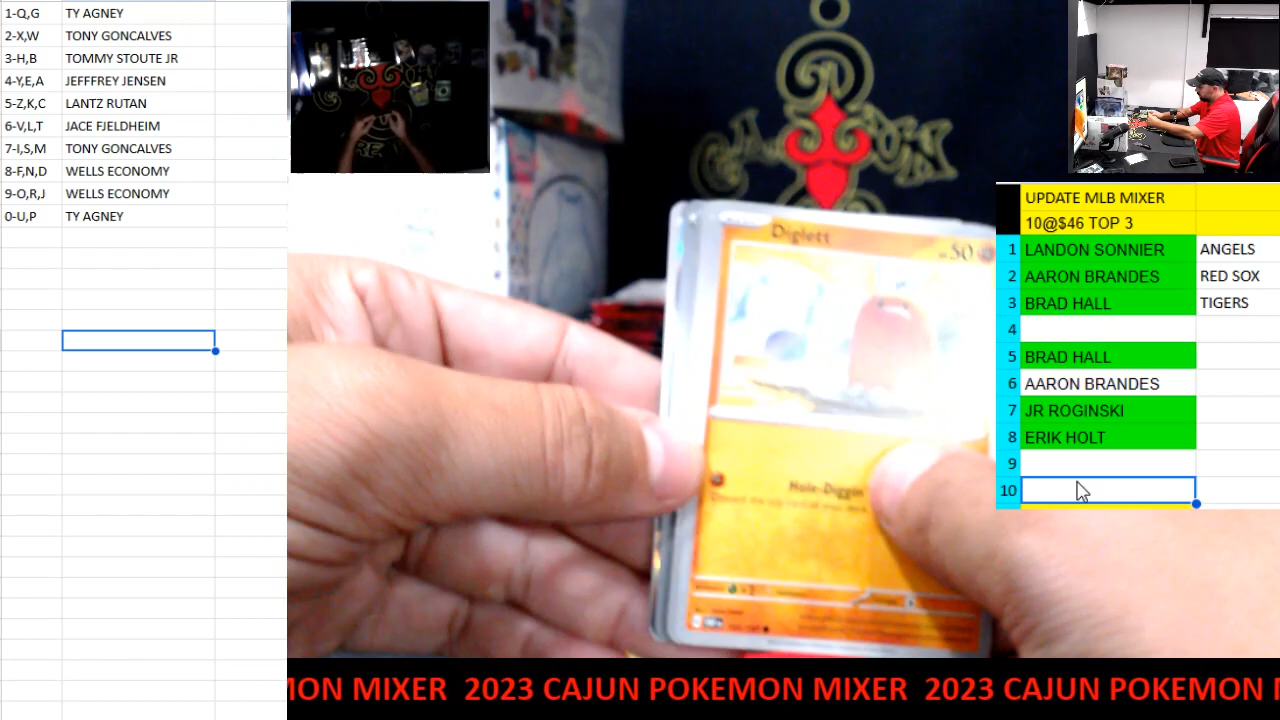 1-Q,G TY AGNEY
2-X,W TONY GONCALVES
3-H,B TOMMY STOUTE JR
4-Y,E,A JEFFFREY JENSEN
5-Z,K,C LANTZ RUTAN
6-V,L,T JACE FJELDHEIM
7-I,S,M TONY GONCALVES
8-F,N,D WELLS ECONOMY
9-O,R,J WELLS ECONOMY
0-U,P TY AGNEY
Diglett
50
Hole-Diggin
UPDATE MLB MIXER
10@$46 TOP 3
1 LANDON SONNIER ANGELS
2 AARON BRANDES RED SOX
3 BRAD HALL TIGERS
4
5 BRAD HALL
6 AARON BRANDES
7 JR ROGINSKI
8 ERIK HOLT
9
10
MON MIXER 2023 CAJUN POKEMON MIXER 2023 CAJUN POKEMON